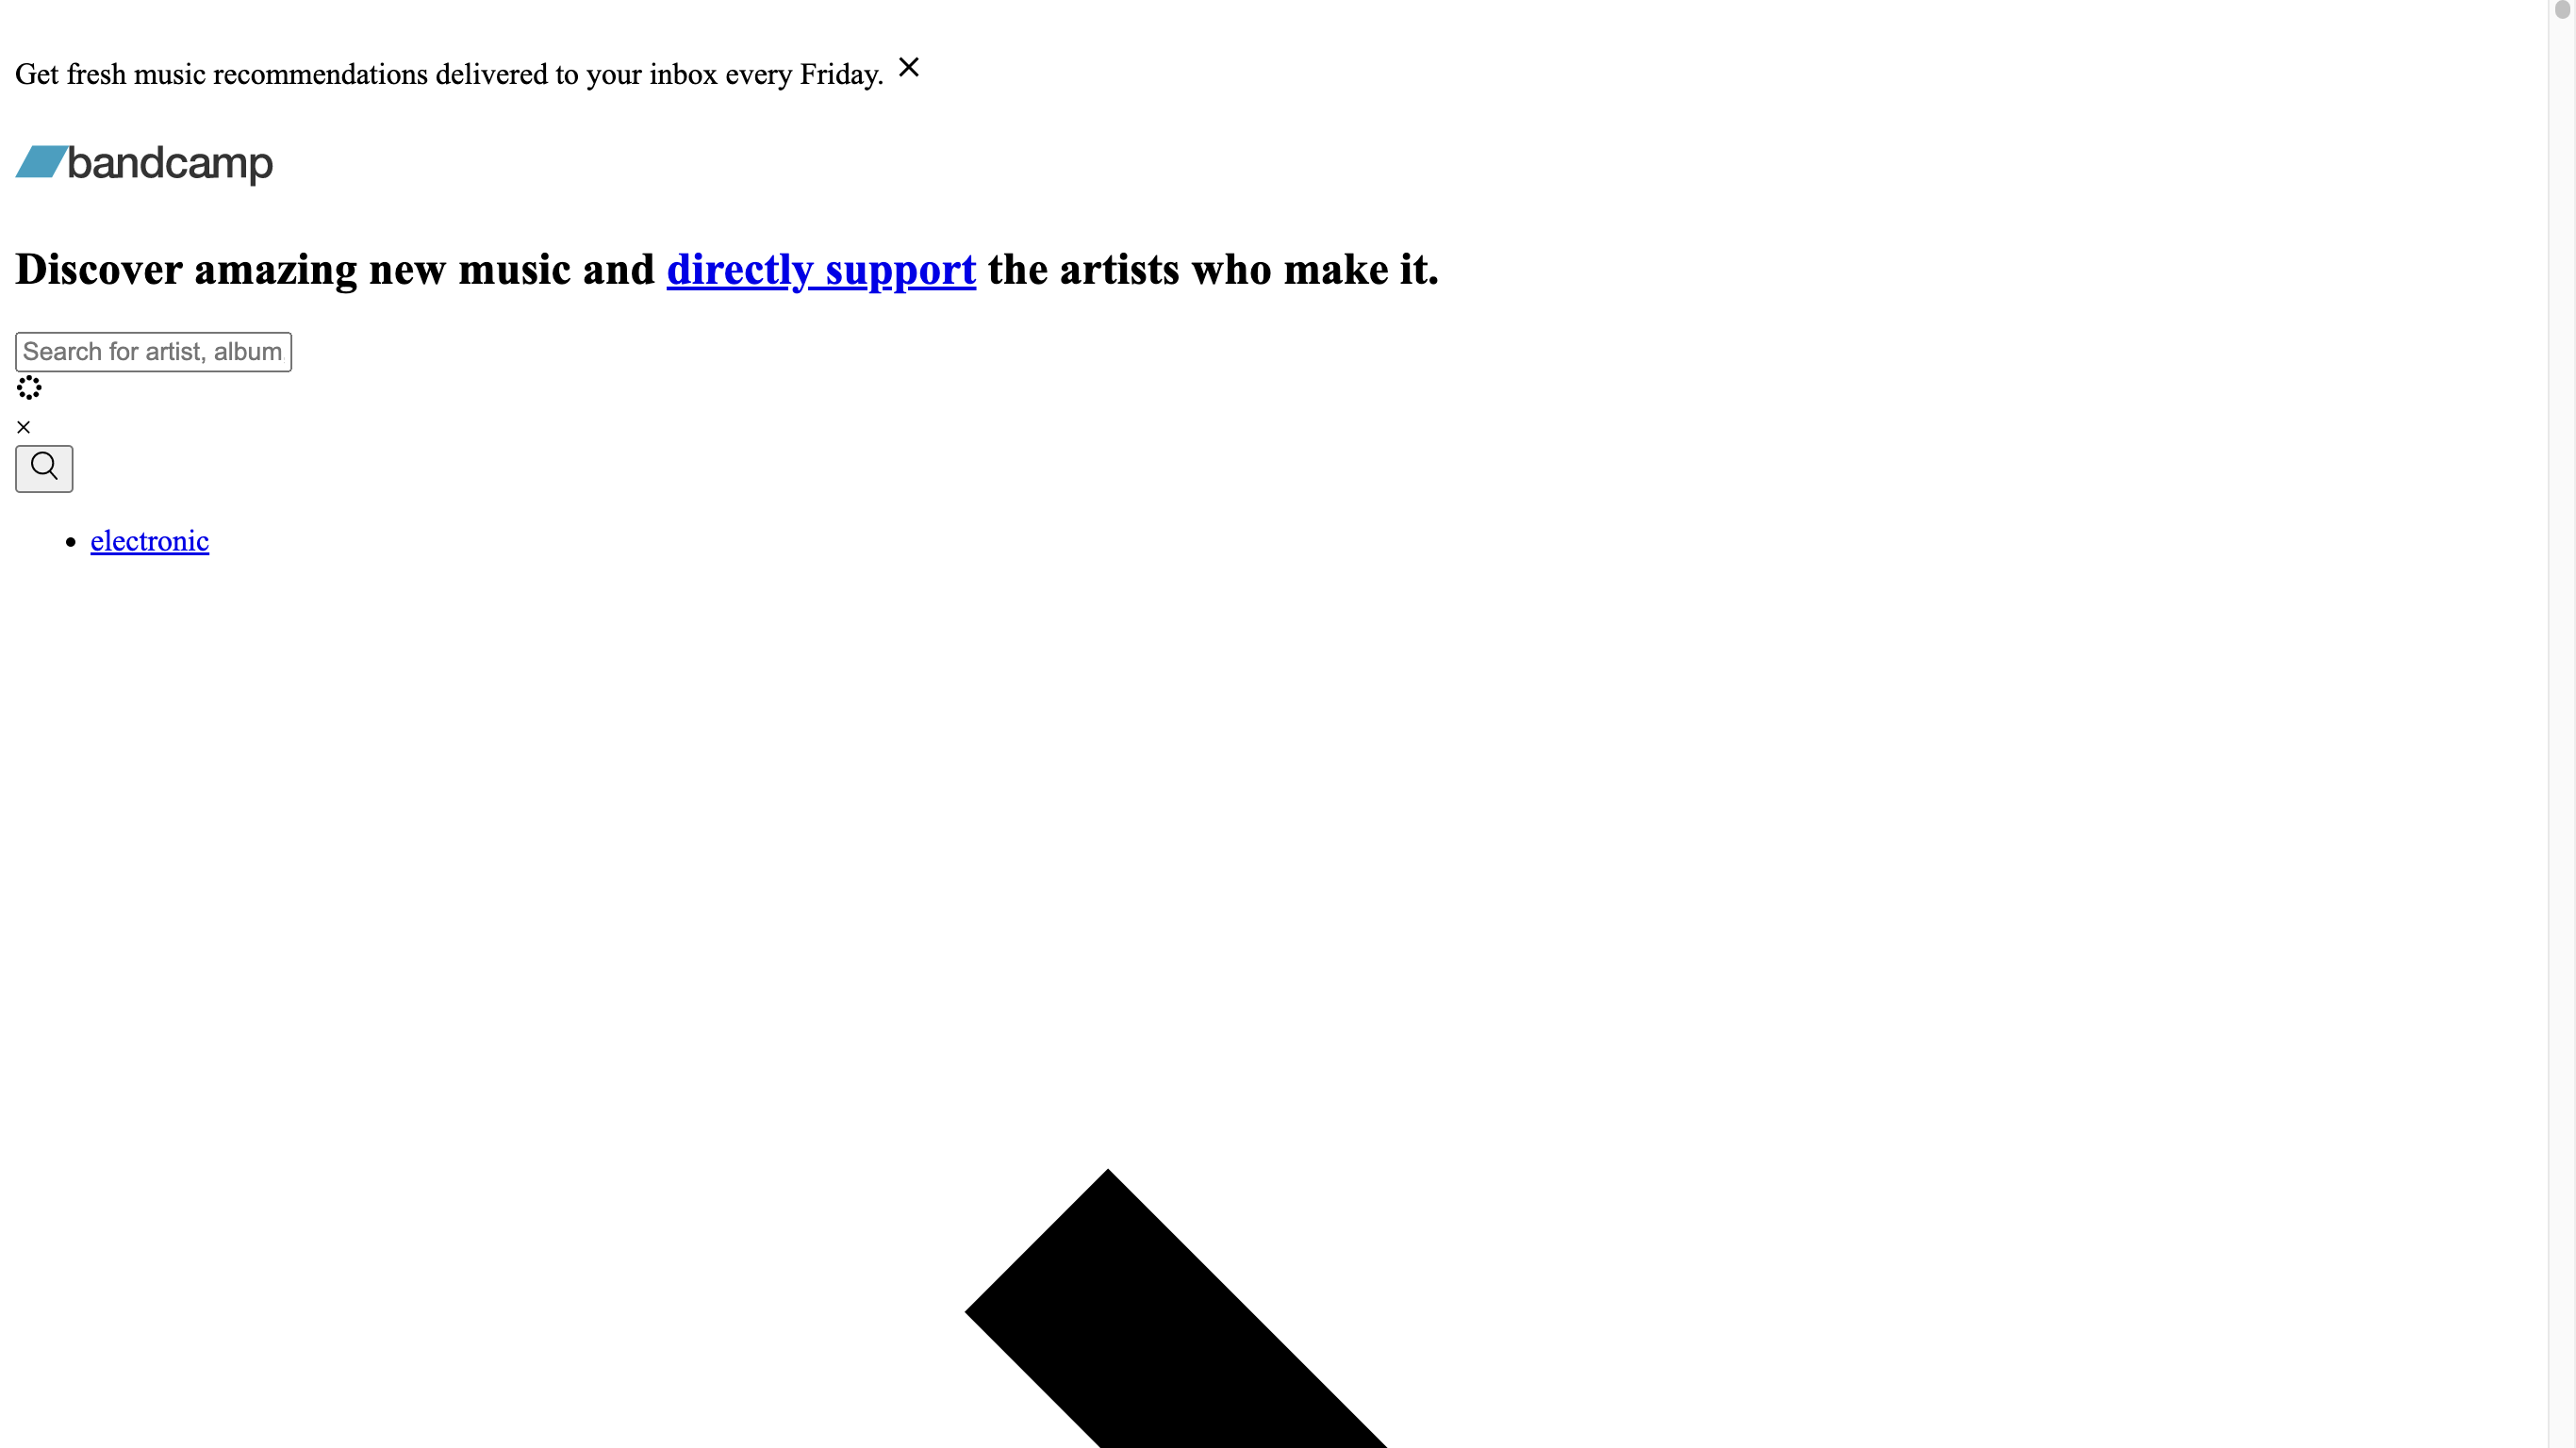 Get fresh music recommendations delivered to your inbox every Friday.
bandcamp
Discover amazing new music and directly support the artists who make it.
Search for artist, album
electronic